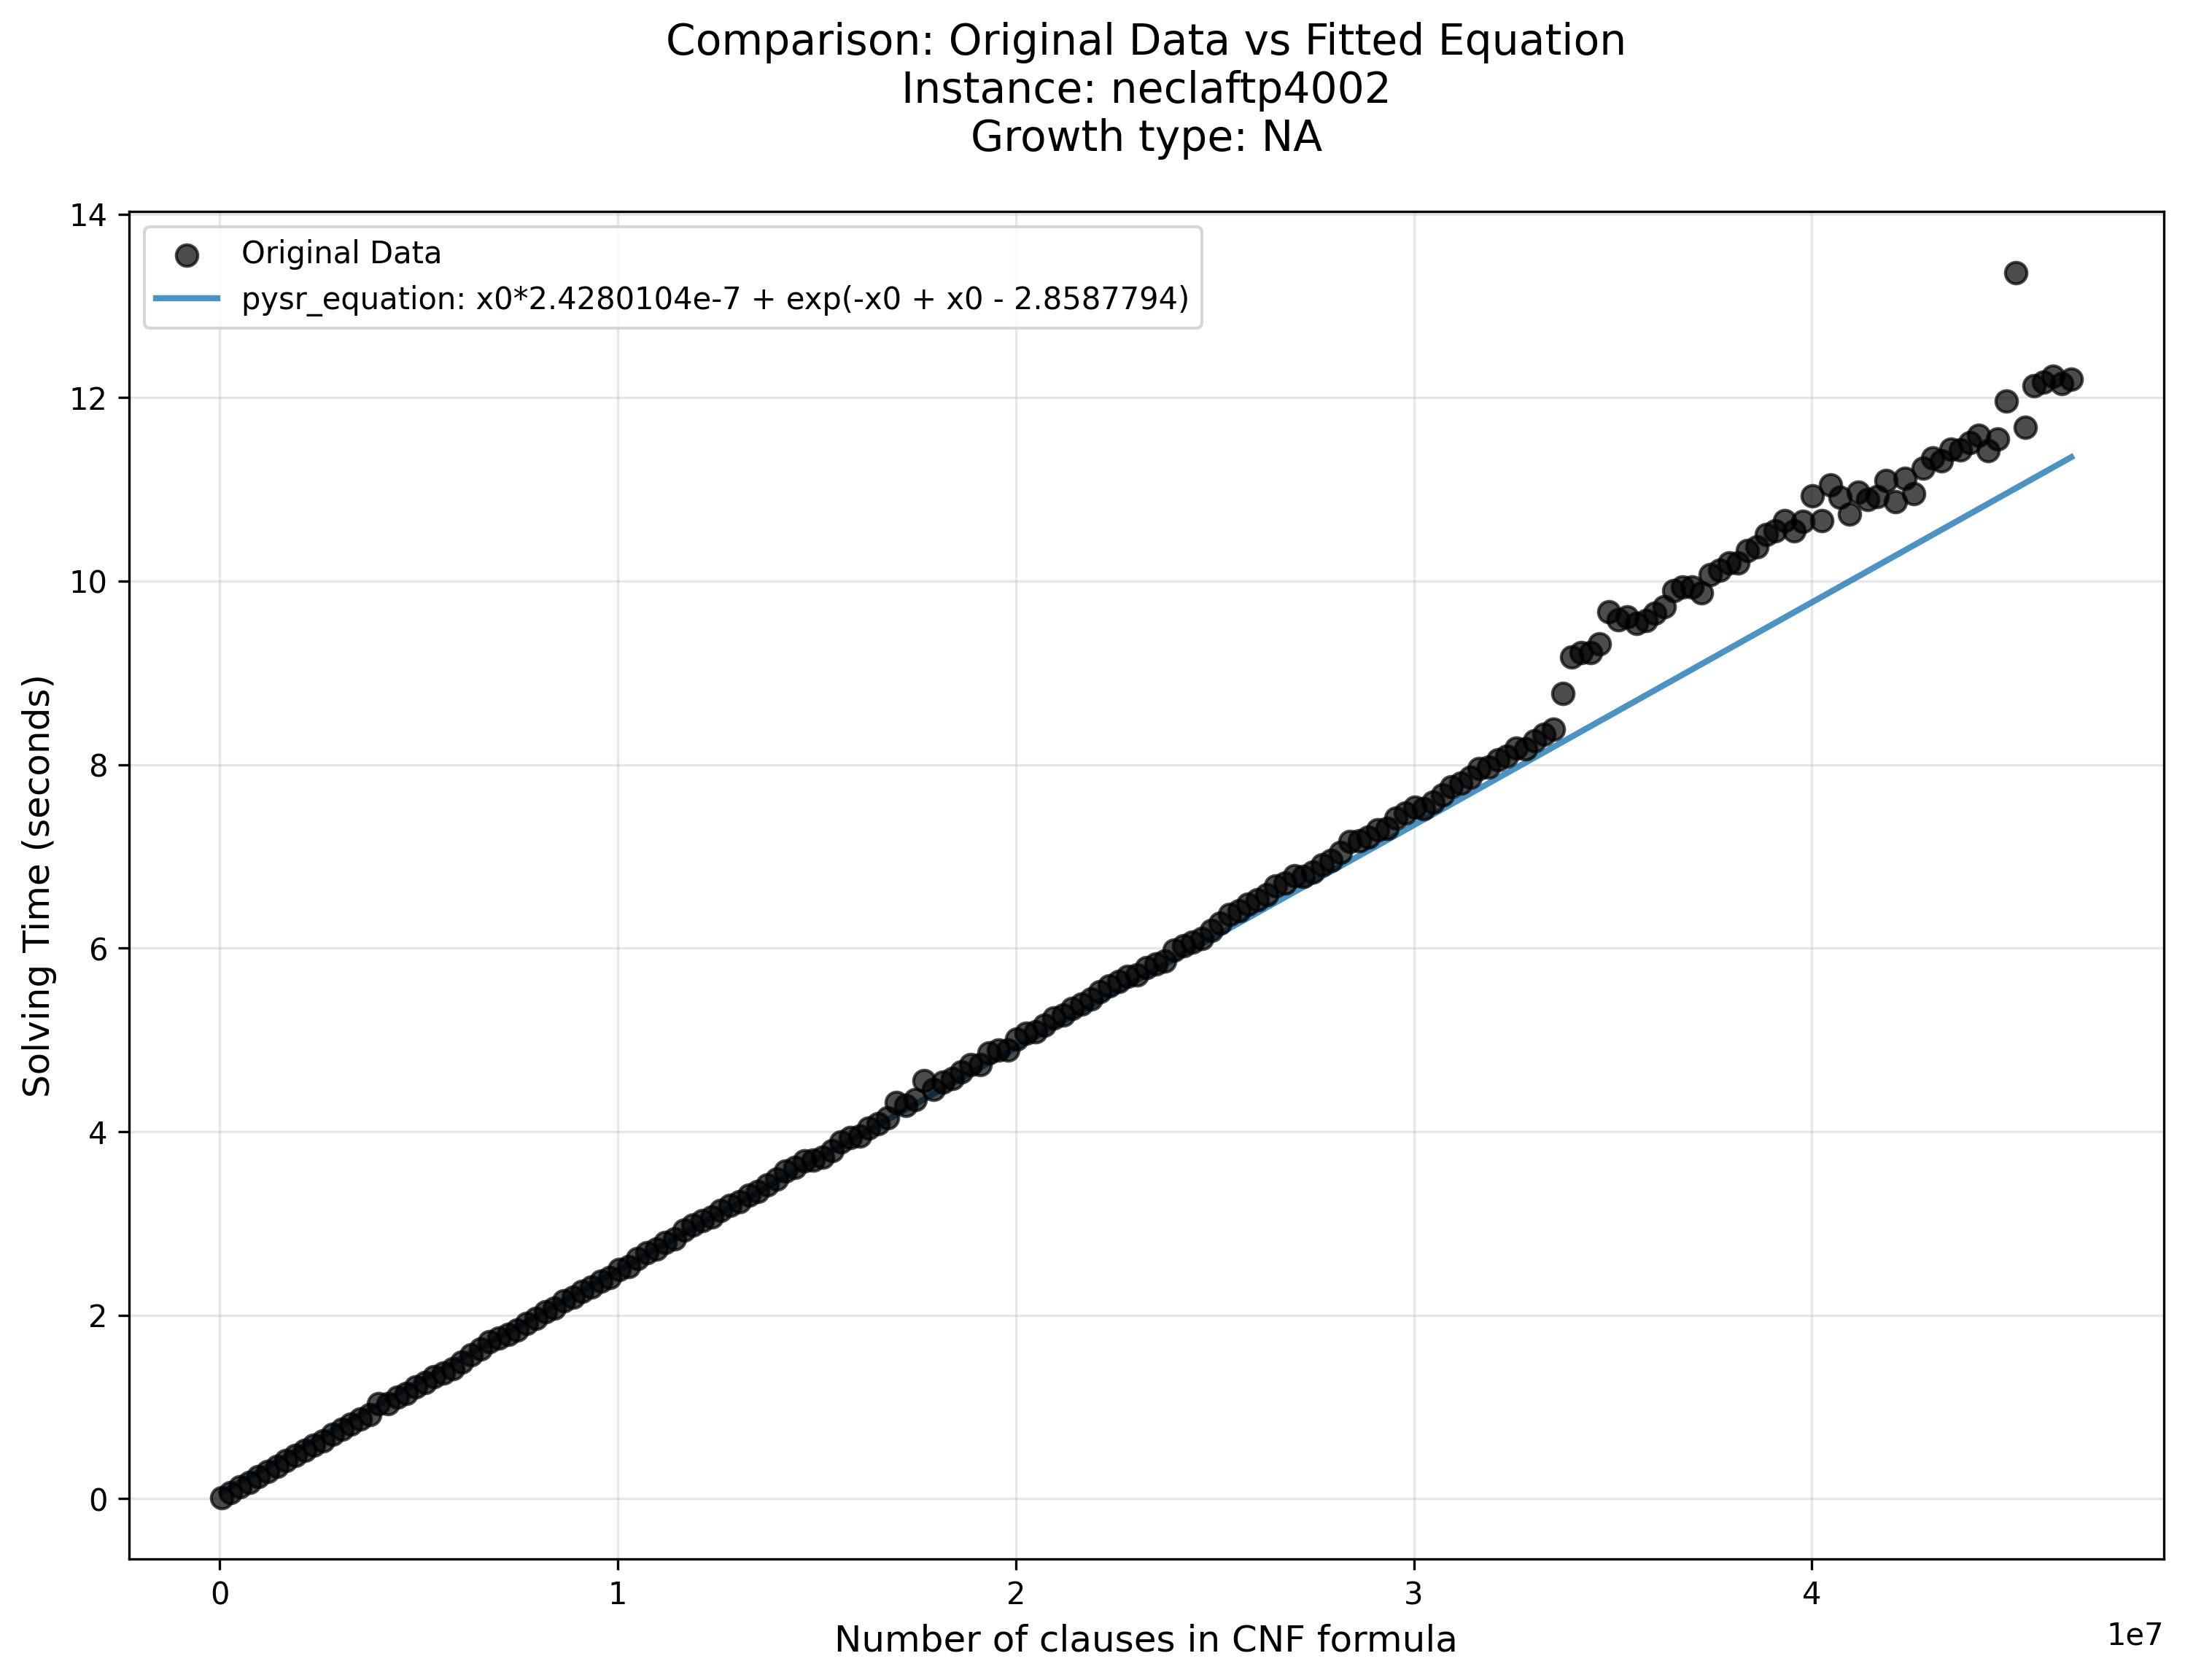 Comparison: Original Data vs Fitted Equation
Instance: neclaftp4002
Growth type: NA
Original Data
pysr_equation: x0*2.4280104e-7 + exp(-x0 + x0 - 2.8587794)
14
12
10
8
6
4
2
0
Solving Time (seconds)
0 1 2 3 4
1e7
Number of clauses in CNF formula